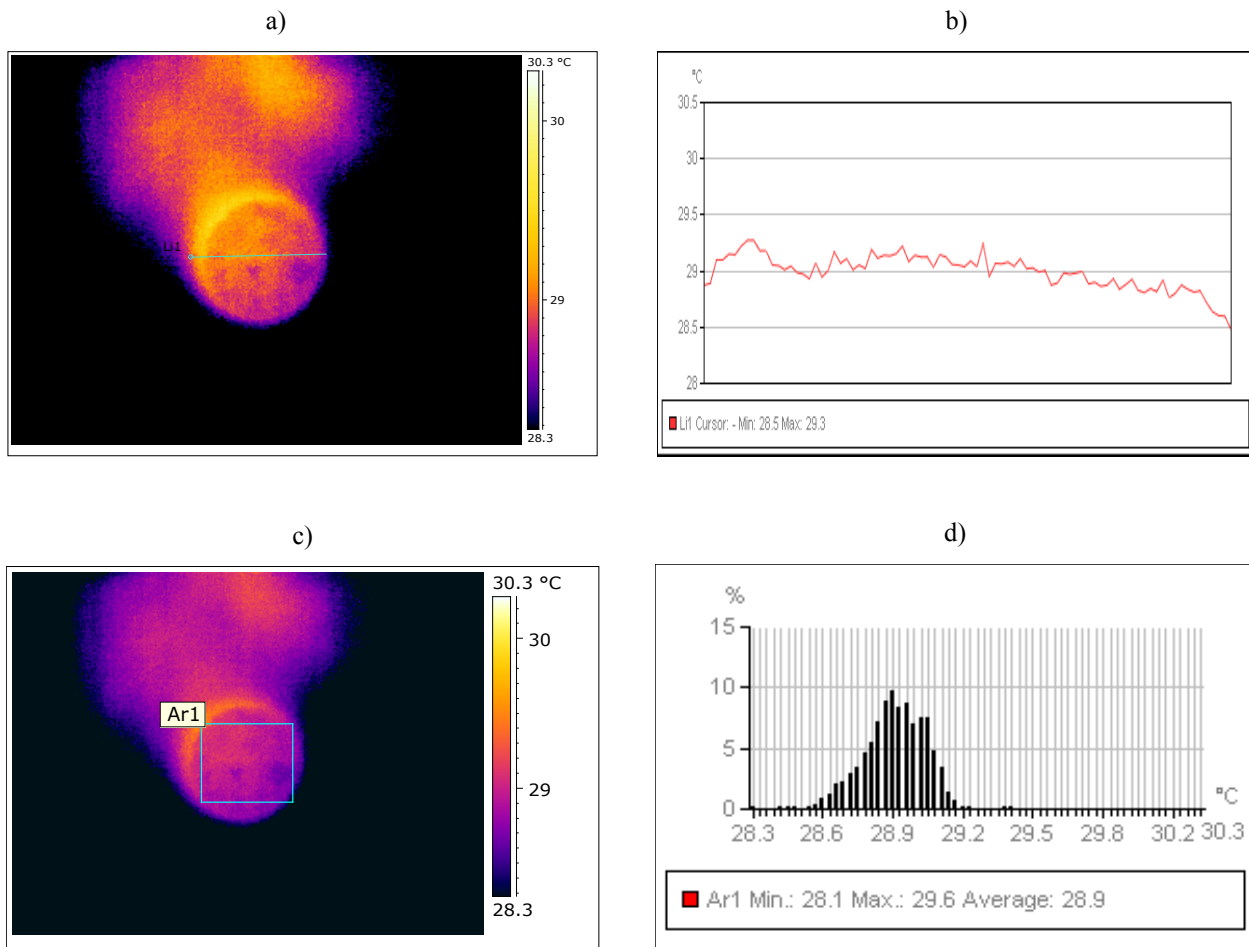 a)
30.3 °C
30
29
28.3
Li1
b)
°C
30.5
30
29.5
29
28.5
28
Li1 Cursor: - Min: 28.5 Max: 29.3
c)
30.3 °C
30
29
28.3
Ar1
d)
%
15
10
5
0
°C
28.3 28.6 28.9 29.2 29.5 29.8 30.2 30.3
Ar1 Min.: 28.1 Max.: 29.6 Average: 28.9